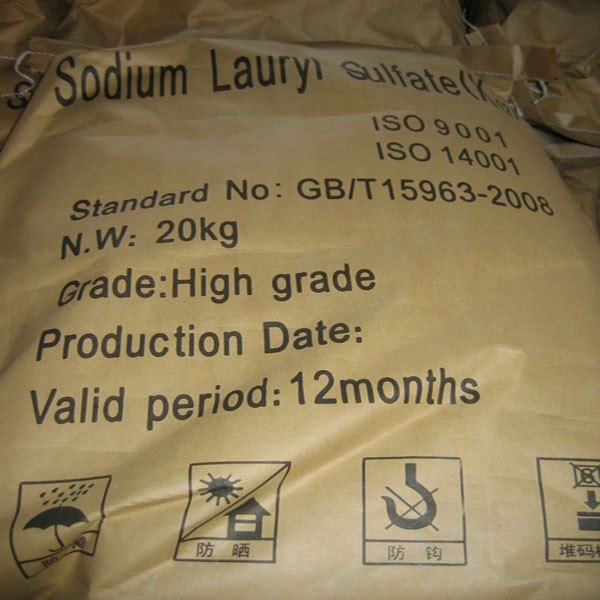 Sodium Lauryl Sulfate(K12)
ISO 9001
ISO 14001
Standard No: GB/T15963-2008
N.W: 20kg
Grade:High grade
Production Date:
Valid period: 12months
防晒
防钩
堆码